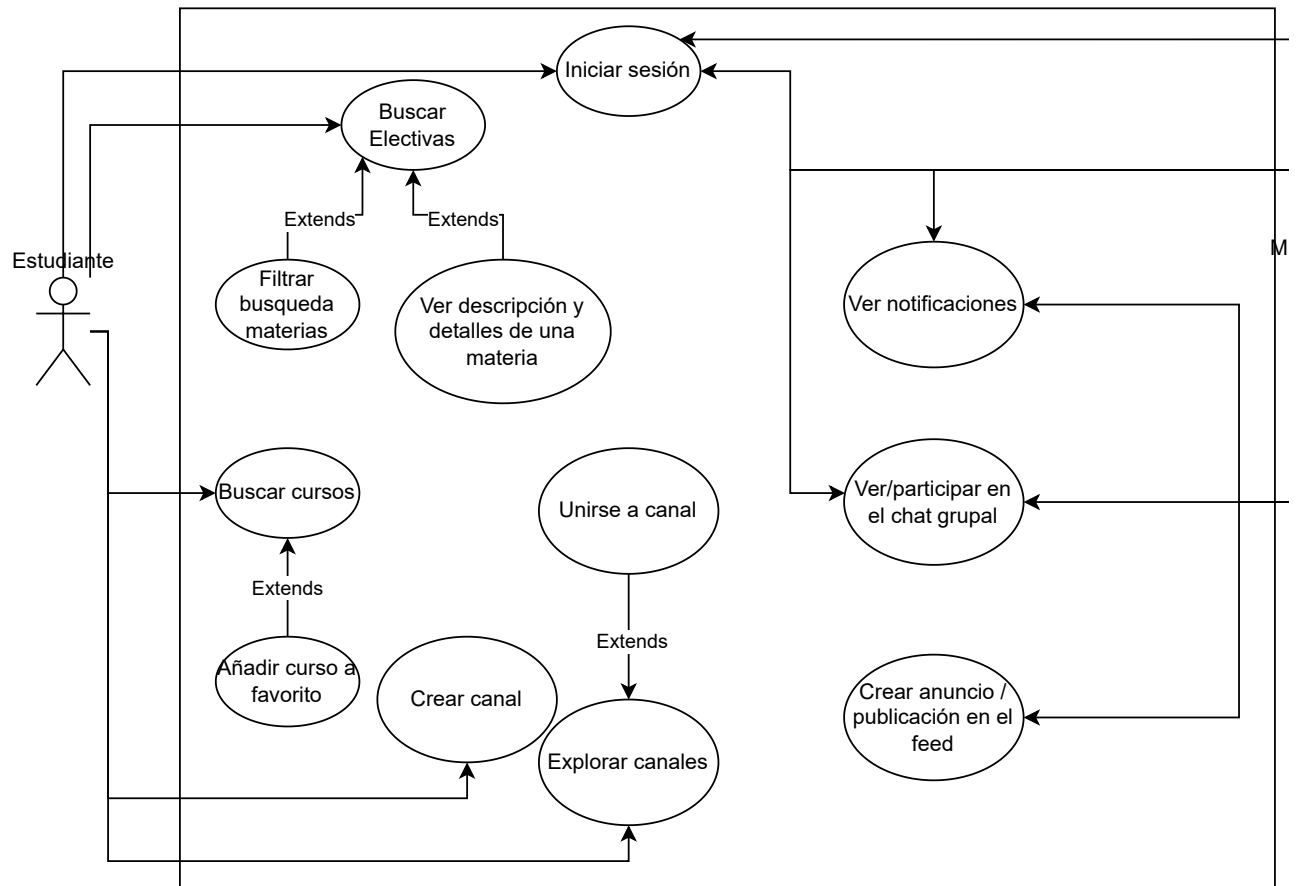 Iniciar sesión
Buscar
Electivas
Extends
Extends
Estudiante
Filtrar
busqueda
materias
Ver descripción y
detalles de una
materia
M
Ver notificaciones
Buscar cursos
Unirse a canal
Ver/participar en
el chat grupal
Extends
Extends
Añadir curso a
favorito
Crear canal
Explorar canales
Crear anuncio /
publicación en el
feed